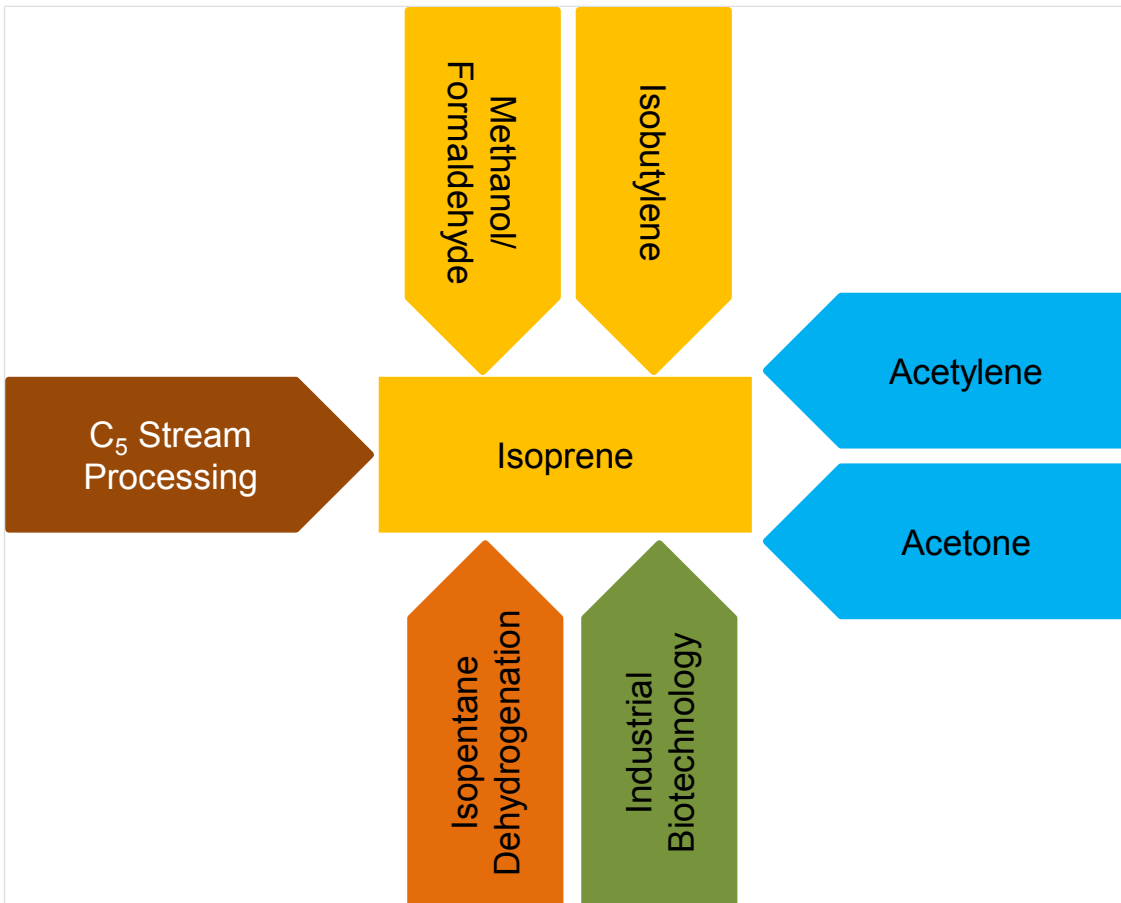 Methanol/
Formaldehyde
Isobutylene
Acetylene
C₅ Stream
Processing
Isoprene
Acetone
Isopentane
Dehydrogenation
Industrial
Biotechnology